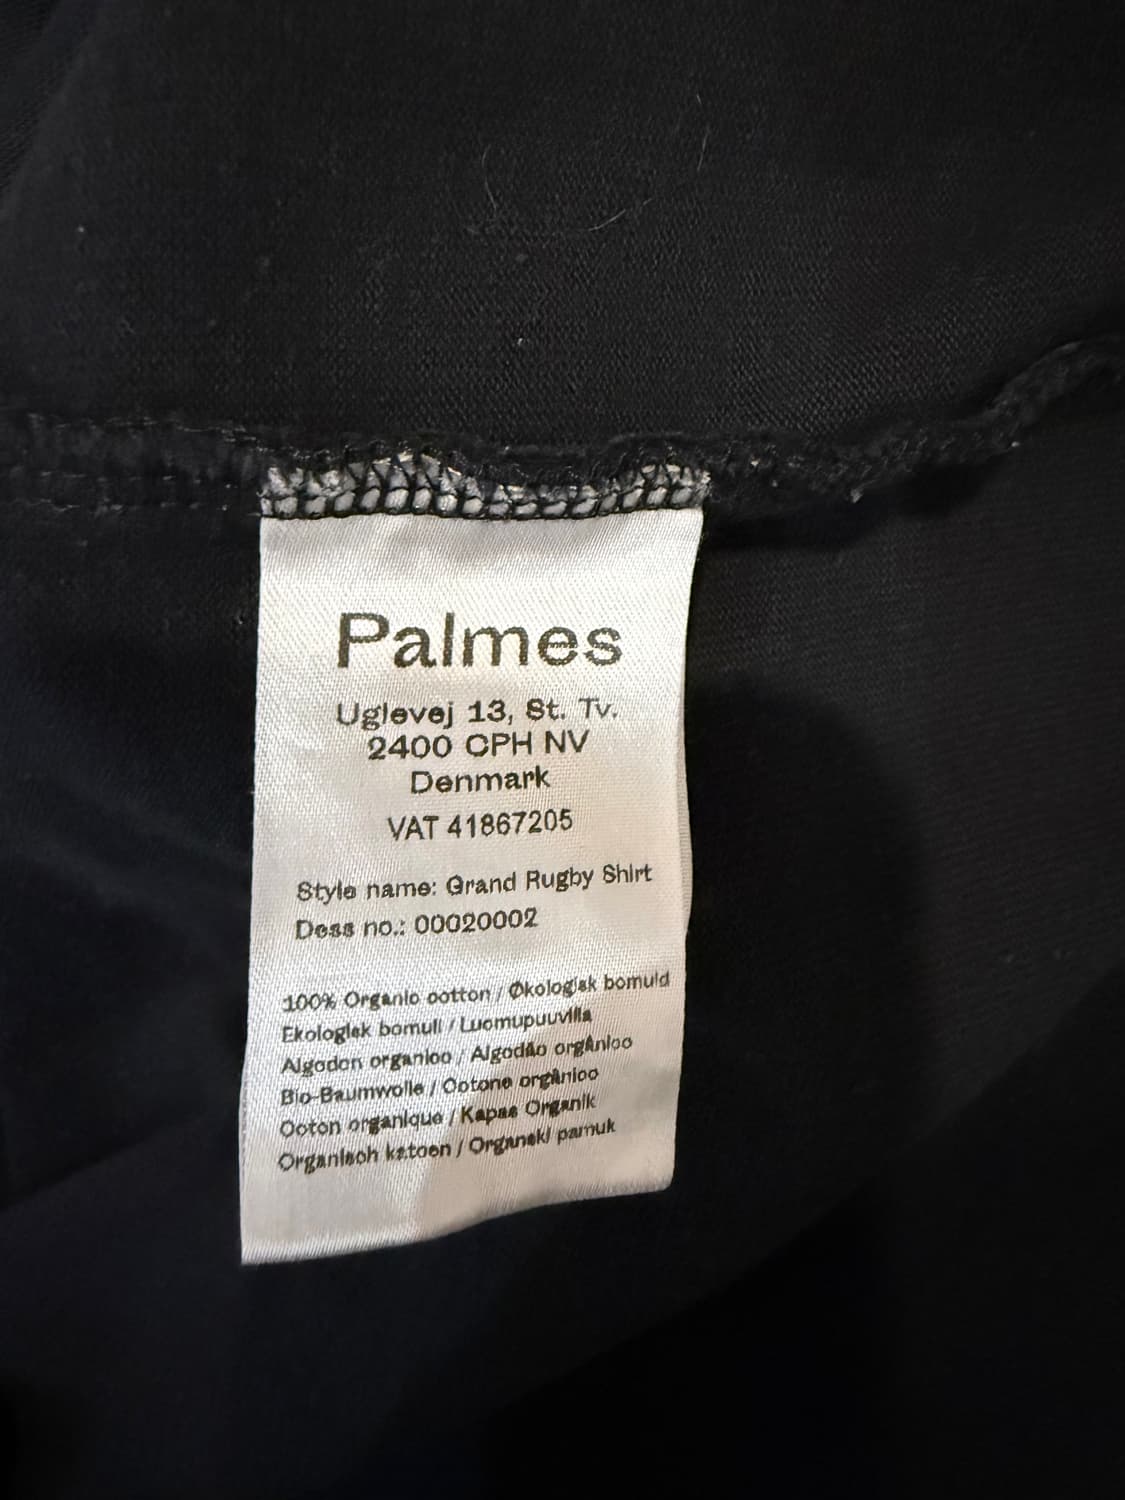 Palmes
Uglevej 13, St. Tv.
2400 CPH NV
Denmark
VAT 41867205
Style name: Grand Rugby Shirt
Dess no.: 00020002
100% Organic cotton / Økologisk bomuld
Ekologisk bomull / Luomupuuvilla
Algodon organico / Algodão orgânico
Bio-Baumwolle / Cotone orgânico
Coton organique / Kapas Organik
Organisch katoen / Organski pamuk